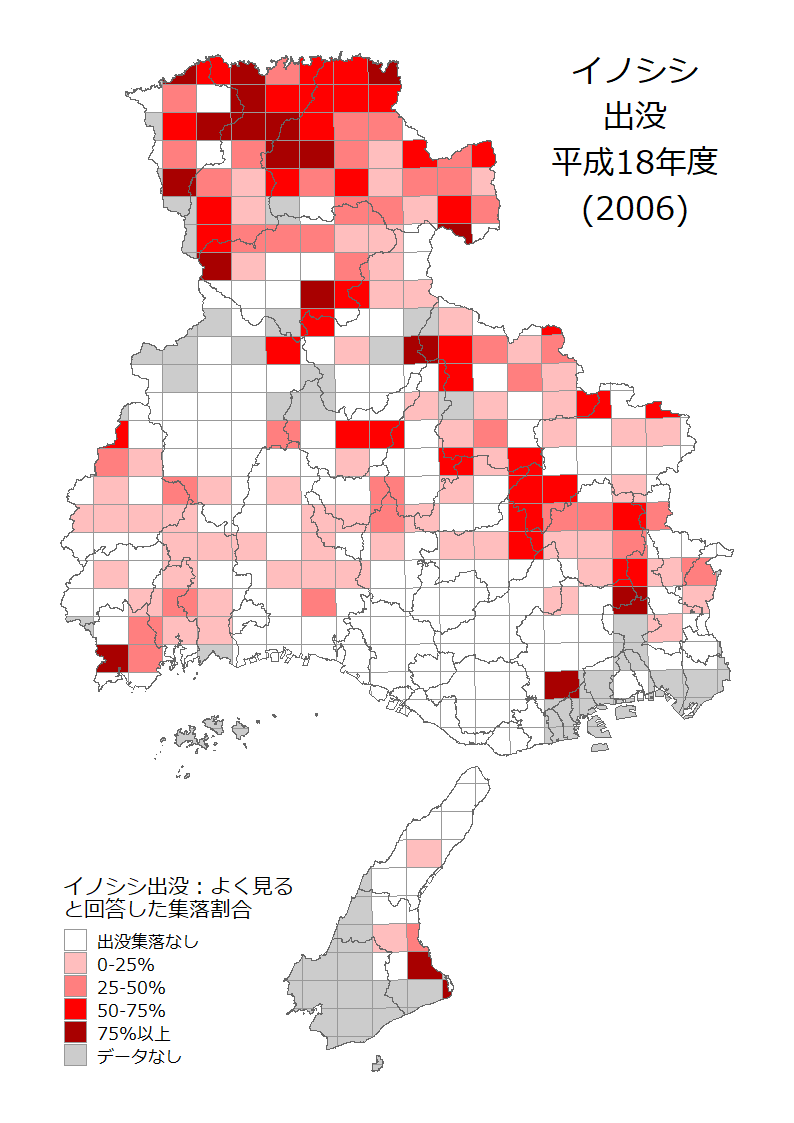 イノシシ
出没
平成18年度
(2006)
イノシシ出没：よく見る
と回答した集落割合
出没集落なし
0-25%
25-50%
50-75%
75%以上
データなし